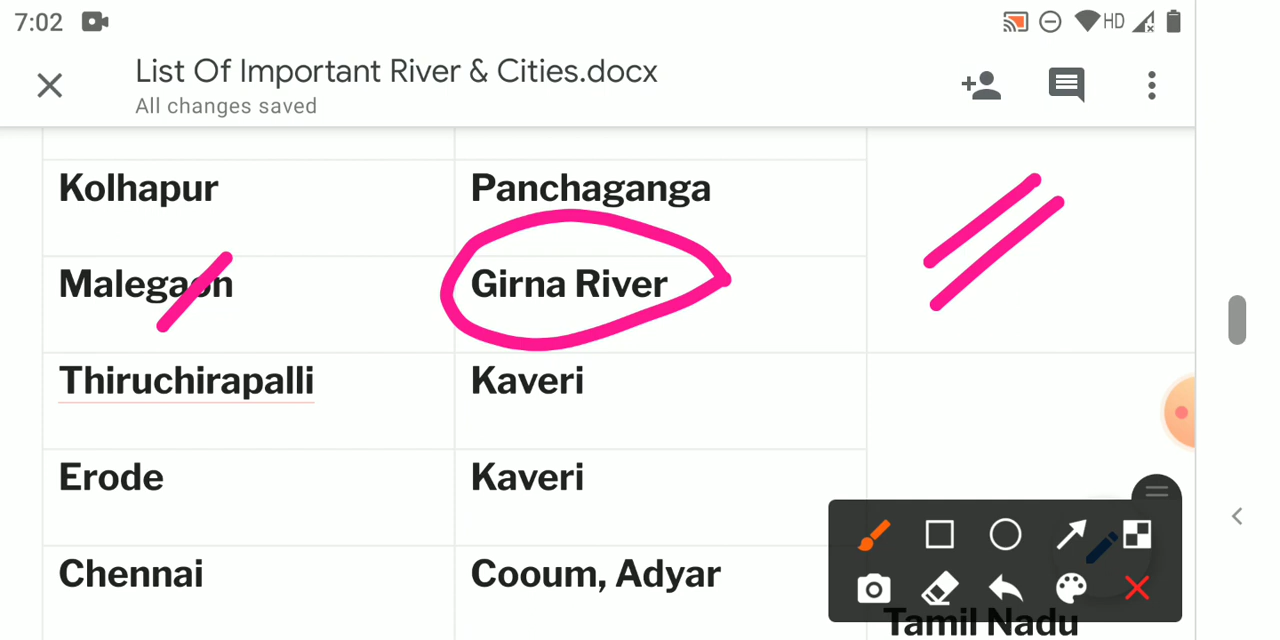 7:02
HD
List Of Important River & Cities.docx
All changes saved
Kolhapur Panchaganga
Malegaon Girna River
Thiruchirapalli Kaveri
Erode Kaveri
Chennai Cooum, Adyar
Tamil Nadu